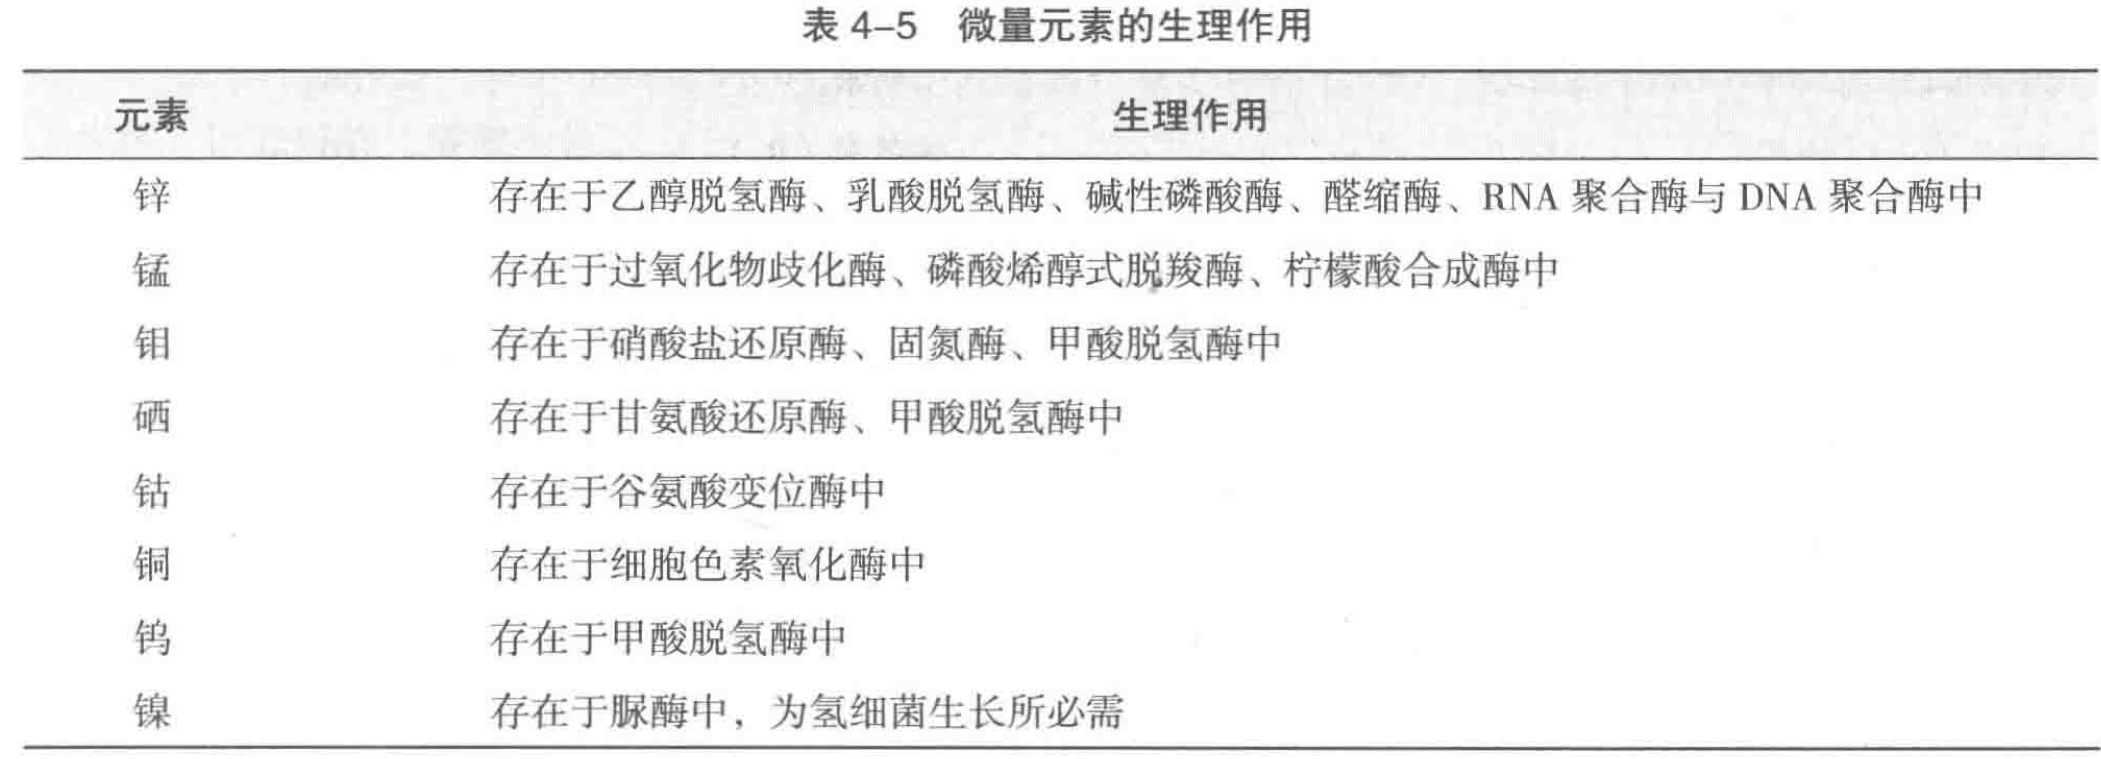 表 4–5 微量元素的生理作用
元素 生理作用
锌 存在于乙醇脱氢酶、乳酸脱氢酶、碱性磷酸酶、醛缩酶、RNA 聚合酶与 DNA 聚合酶中
锰 存在于过氧化物歧化酶、磷酸烯醇式脱羧酶、柠檬酸合成酶中
钼 存在于硝酸盐还原酶、固氮酶、甲酸脱氢酶中
硒 存在于甘氨酸还原酶、甲酸脱氢酶中
钴 存在于谷氨酸变位酶中
铜 存在于细胞色素氧化酶中
钨 存在于甲酸脱氢酶中
镍 存在于脲酶中，为氢细菌生长所必需